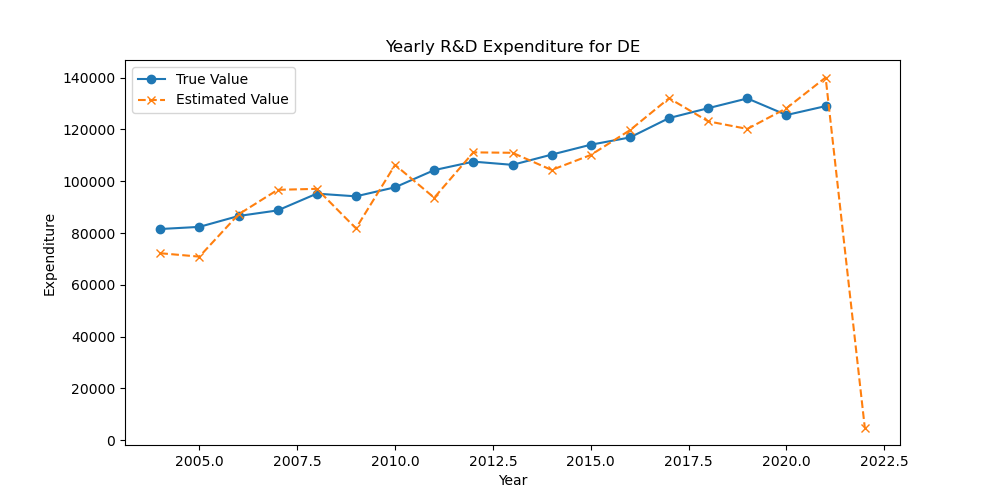 Yearly R&D Expenditure for DE
True Value
Estimated Value
140000
120000
100000
80000
60000
40000
20000
0
Expenditure
2005.0 2007.5 2010.0 2012.5 2015.0 2017.5 2020.0 2022.5
Year